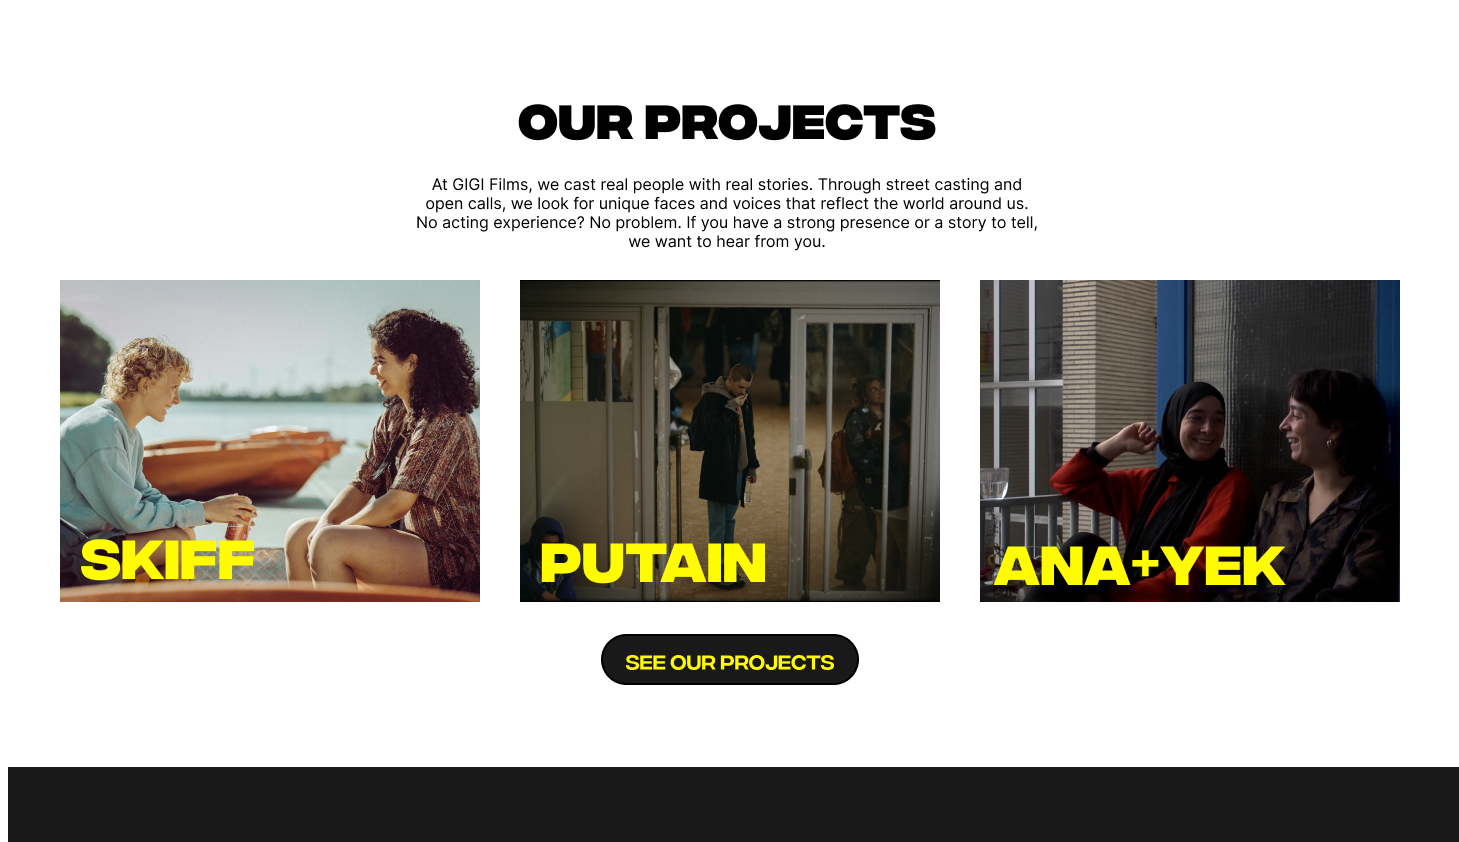 OUR PROJECTS
At GIGI Films, we cast real people with real stories. Through street casting and
open calls, we look for unique faces and voices that reflect the world around us.
No acting experience? No problem. If you have a strong presence or a story to tell,
we want to hear from you.
SKIFF
PUTAIN
ANA+YEK
SEE OUR PROJECTS